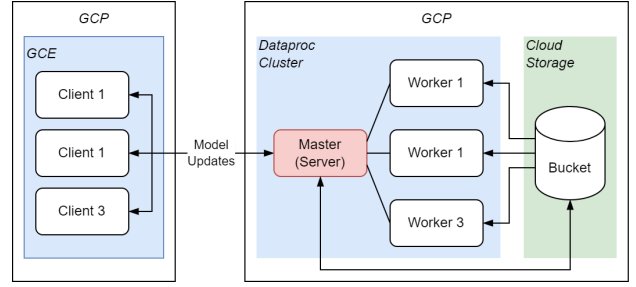 GCP
GCE
Client 1
Client 1
Client 3
Model
Updates
GCP
Dataproc
Cluster
Master
(Server)
Worker 1
Worker 1
Worker 3
Cloud
Storage
Bucket